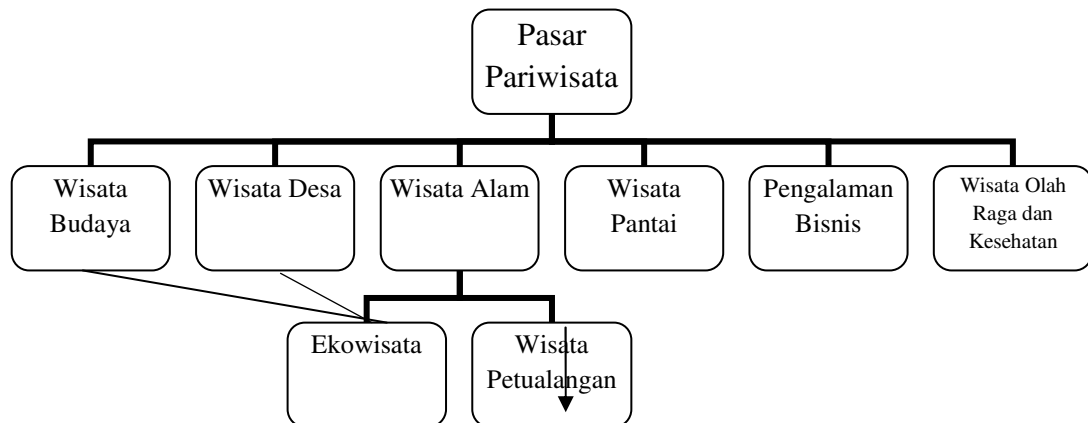 Pasar
Pariwisata
Wisata
Budaya
Wisata Desa
Wisata Alam
Wisata
Pantai
Pengalaman
Bisnis
Wisata Olah
Raga dan
Kesehatan
Ekowisata
Wisata
Petualangan